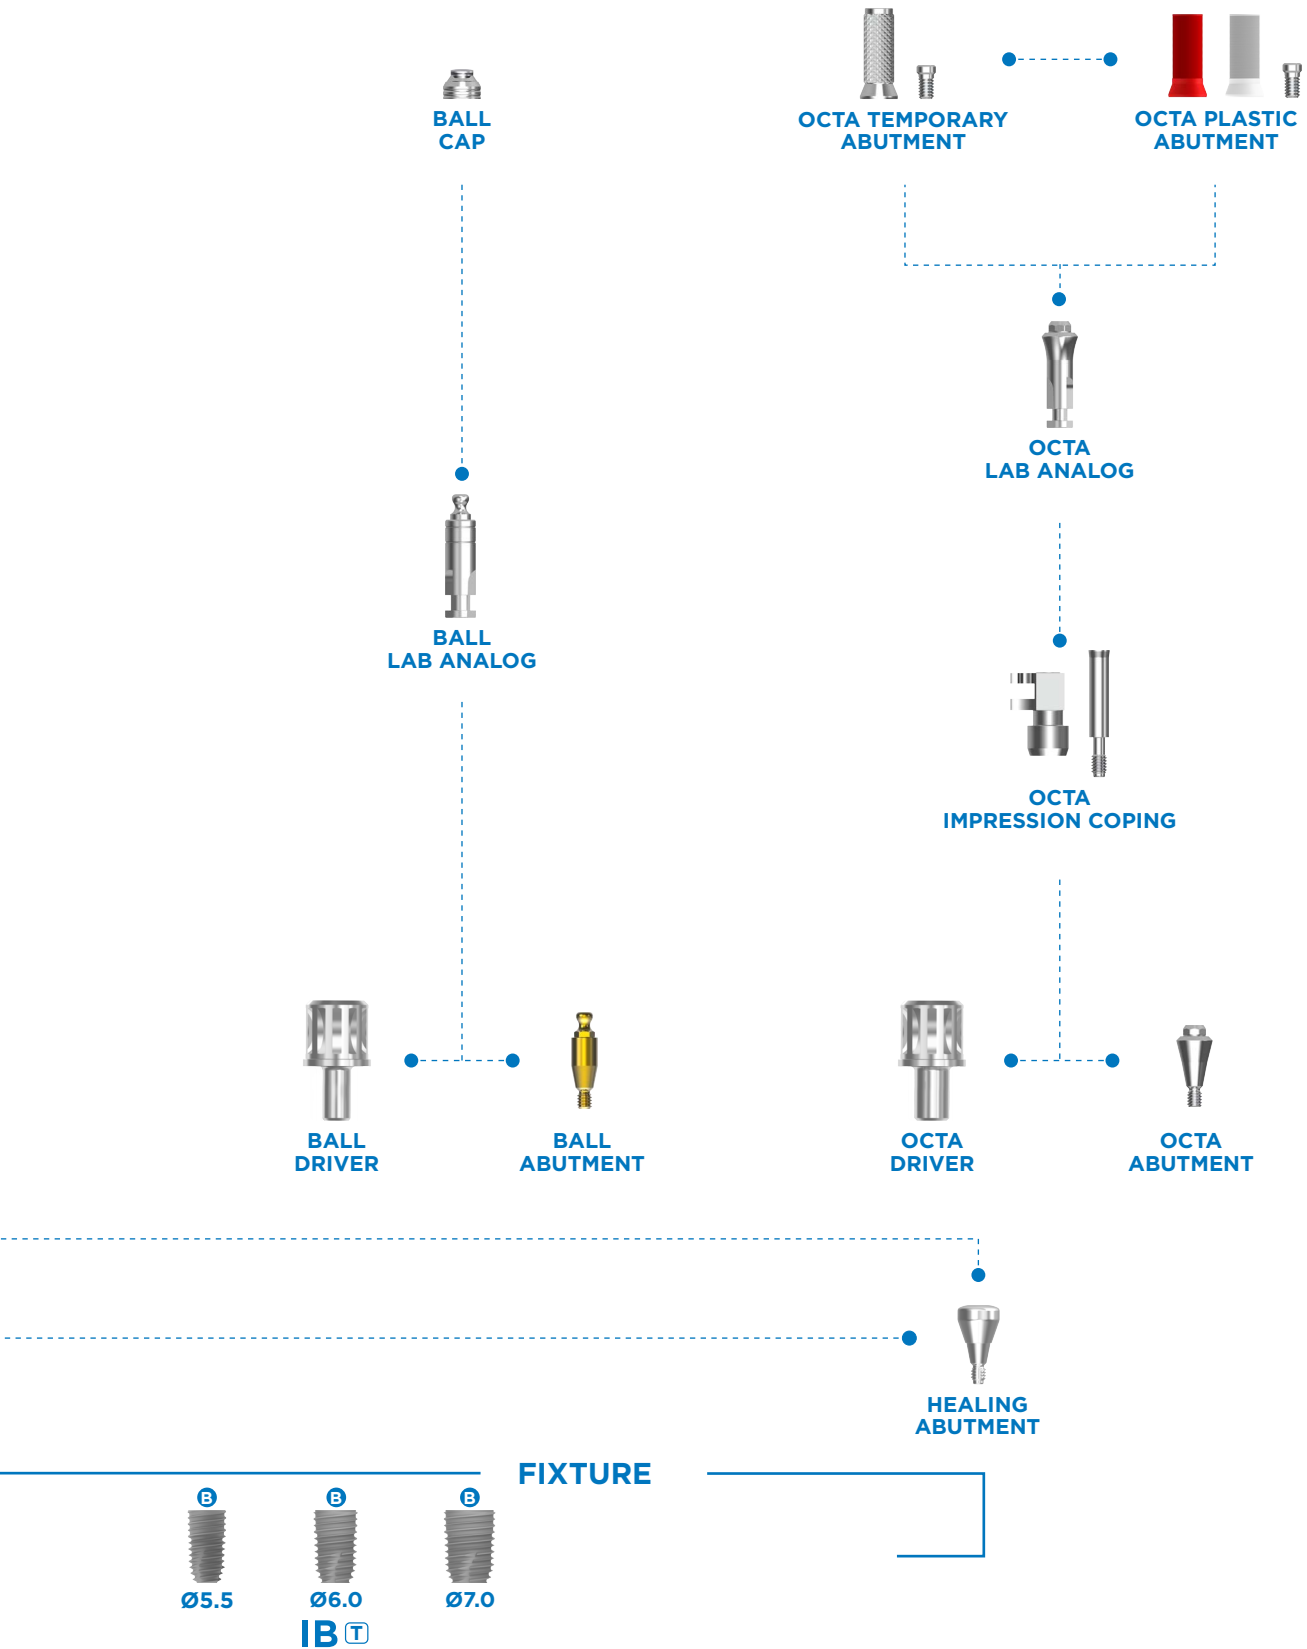 BALL
CAP
OCTA TEMPORARY
ABUTMENT
OCTA PLASTIC
ABUTMENT
OCTA
LAB ANALOG
BALL
LAB ANALOG
OCTA
IMPRESSION COPING
BALL
DRIVER
BALL
ABUTMENT
OCTA
DRIVER
OCTA
ABUTMENT
HEALING
ABUTMENT
FIXTURE
B B B
Ø5.5 Ø6.0 Ø7.0
IB T